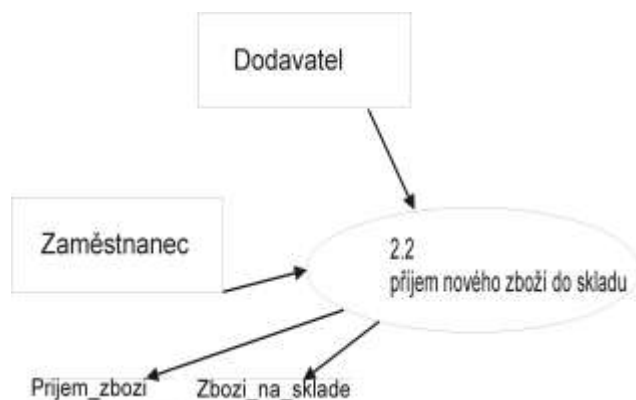 Dodavatel
Zaměstnanec
2.2
příjem nového zboží do skladu
Prijem_zbozi
Zbozi_na_sklade